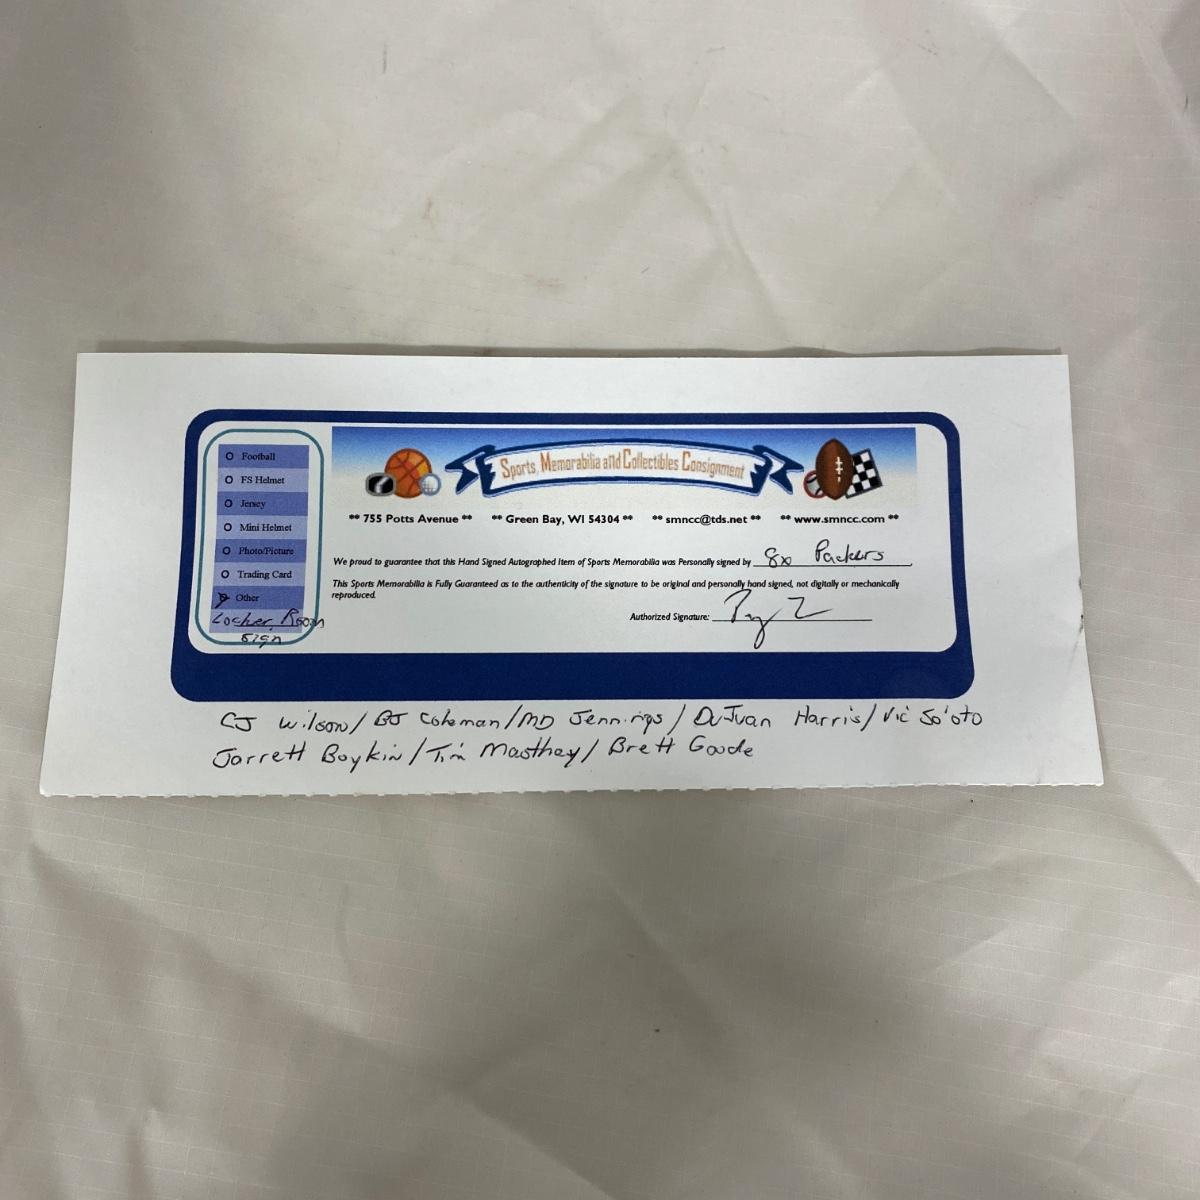 Football
FS Helmet
Jersey
Mini Helmet
Photo/Picture
Trading Card
Other
Locker Room
Sign
Sports Memorabilia and Collectibles Consignment
** 755 Potts Avenue ** ** Green Bay, WI 54304 ** ** smncc@tds.net ** ** www.smncc.com **
We proud to guarantee that this Hand Signed Autographed Item of Sports Memorabilia was Personally signed by 8x Packers
This Sports Memorabilia is Fully Guaranteed as to the authenticity of the signature to be original and personally hand signed, not digitally or mechanically
reproduced.
Authorized Signature:
CJ Wilson/BJ Coleman/MD Jennings/DuJuan Harris/Vic So'oto
Jarrett Boykin/Tim Masthay/Brett Goode